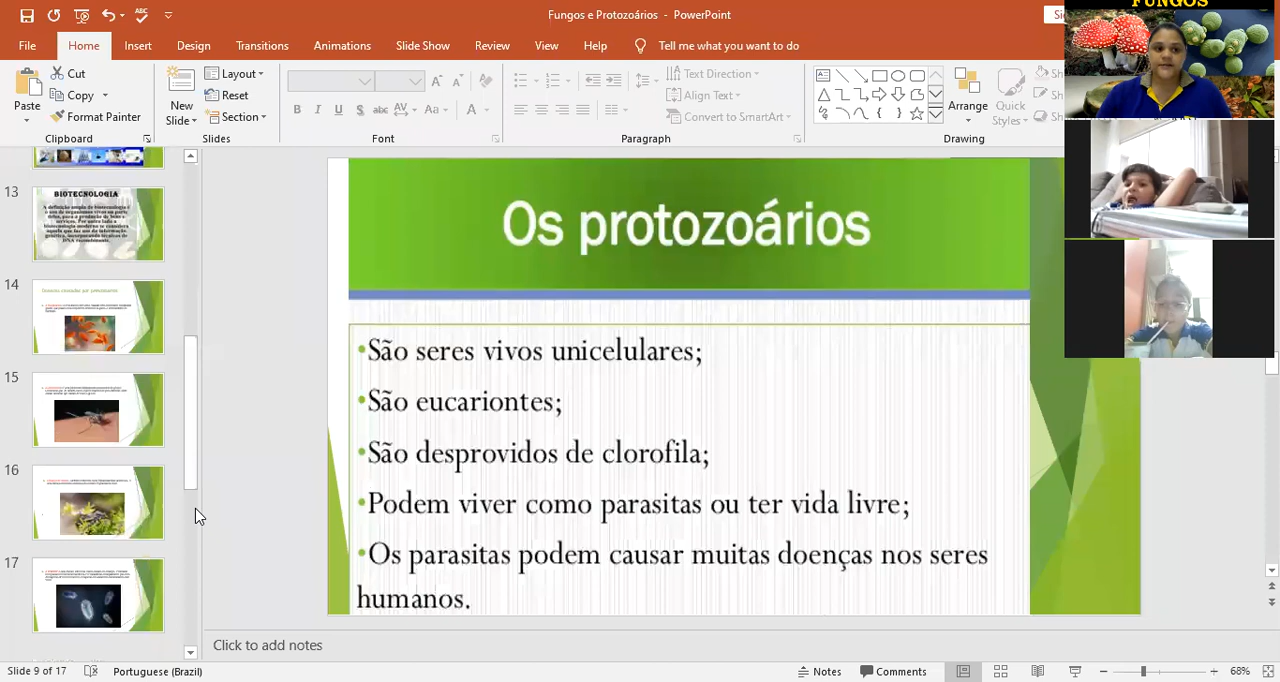 Fungos e Protozoários - PowerPoint
File Home Insert Design Transitions Animations Slide Show Review View Help Tell me what you want to do
Cut
Copy
Format Painter
Paste
Clipboard
New
Slide
Layout
Reset
Section
Slides
B I U S abc AV Aa A
Font
Text Direction
Align Text
Convert to SmartArt
Paragraph
Arrange
Quick
Styles
Drawing
FUNGOS
13
BIOTECNOLOGIA
14
15
16
17
Os protozoários
•São seres vivos unicelulares;
•São eucariontes;
•São desprovidos de clorofila;
•Podem viver como parasitas ou ter vida livre;
•Os parasitas podem causar muitas doenças nos seres
humanos.
Click to add notes
Slide 9 of 17 Portuguese (Brazil) Notes Comments 68%